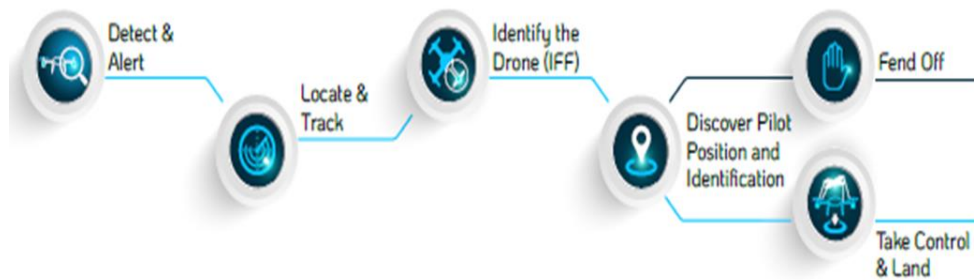 Detect &
Alert
Locate &
Track
Identify the
Drone (IFF)
Discover Pilot
Position and
Identification
Fend Off
Take Control
& Land